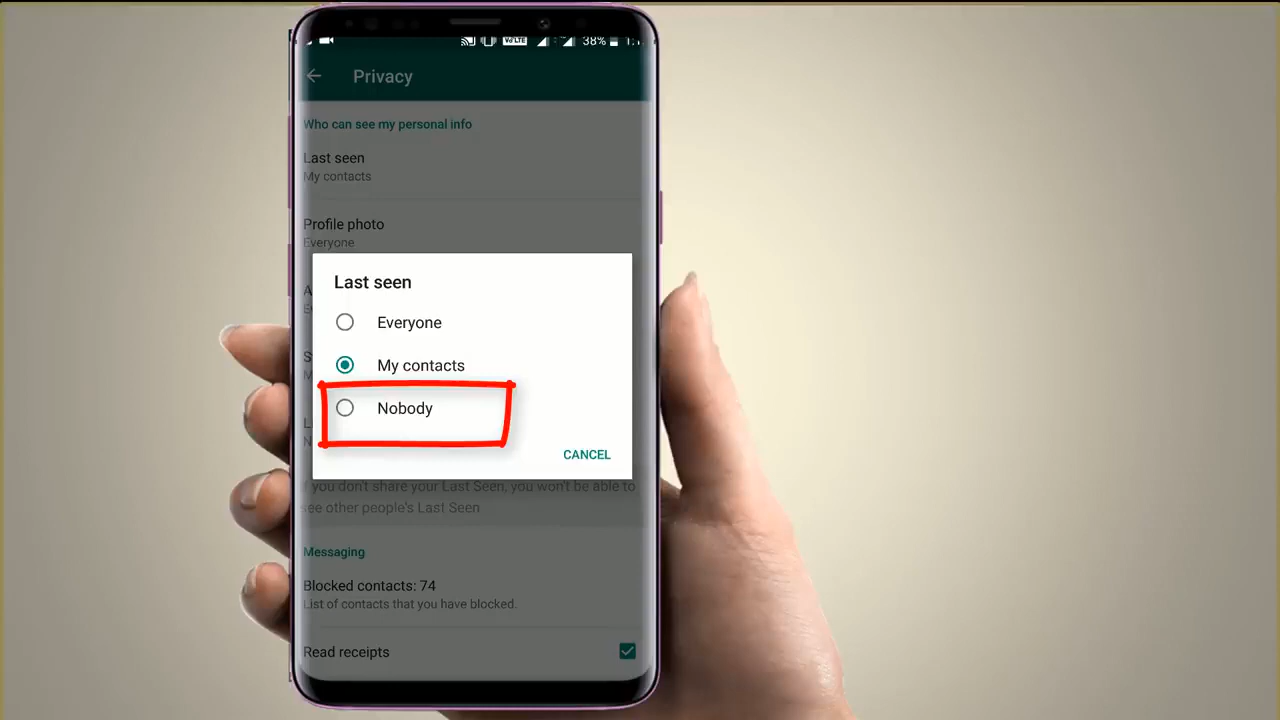 VoLTE 38%
Privacy
Who can see my personal info
Last seen
My contacts
Profile photo
Everyone
Last seen
Everyone
My contacts
Nobody
CANCEL
If you don't share your Last Seen, you won't be able to
see other people's Last Seen
Messaging
Blocked contacts: 74
List of contacts that you have blocked.
Read receipts